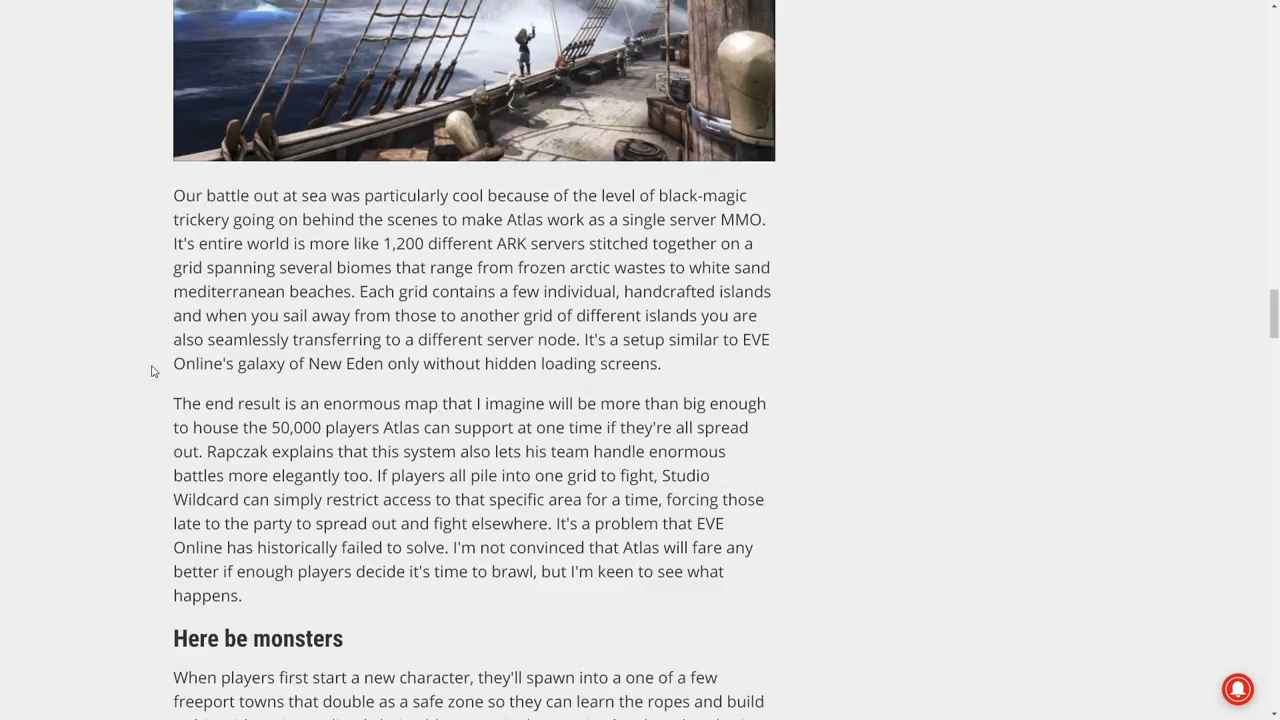 Our battle out at sea was particularly cool because of the level of black-magic
trickery going on behind the scenes to make Atlas work as a single server MMO.
It's entire world is more like 1,200 different ARK servers stitched together on a
grid spanning several biomes that range from frozen arctic wastes to white sand
mediterranean beaches. Each grid contains a few individual, handcrafted islands
and when you sail away from those to another grid of different islands you are
also seamlessly transferring to a different server node. It's a setup similar to EVE
Online's galaxy of New Eden only without hidden loading screens.
The end result is an enormous map that I imagine will be more than big enough
to house the 50,000 players Atlas can support at one time if they're all spread
out. Rapczak explains that this system also lets his team handle enormous
battles more elegantly too. If players all pile into one grid to fight, Studio
Wildcard can simply restrict access to that specific area for a time, forcing those
late to the party to spread out and fight elsewhere. It's a problem that EVE
Online has historically failed to solve. I'm not convinced that Atlas will fare any
better if enough players decide it's time to brawl, but I'm keen to see what
happens.
Here be monsters
When players first start a new character, they'll spawn into a one of a few
freeport towns that double as a safe zone so they can learn the ropes and build